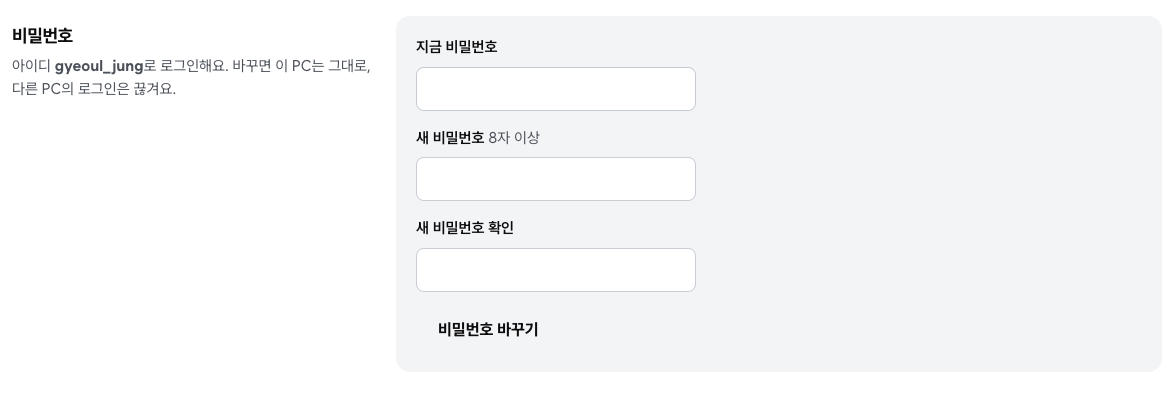 비밀번호
아이디 gyeoul_jung로 로그인해요. 바꾸면 이 PC는 그대로,
다른 PC의 로그인은 끊겨요.
지금 비밀번호
새 비밀번호 8자 이상
새 비밀번호 확인
비밀번호 바꾸기